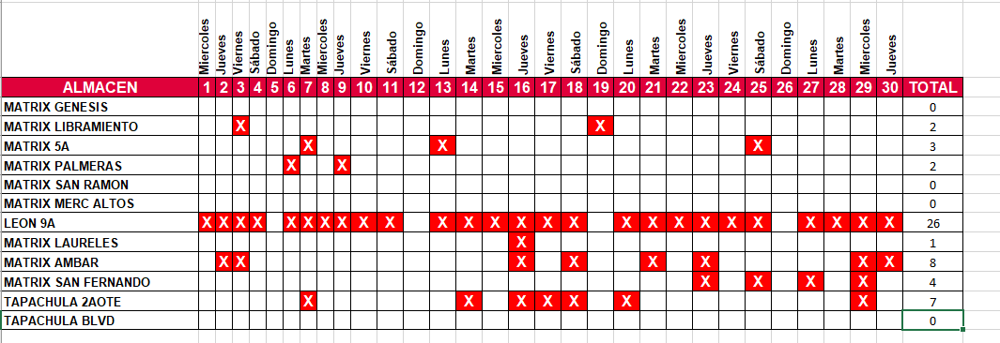 Miercoles Jueves Viernes Sábado Domingo Lunes Martes Miercoles Jueves Viernes Sábado Domingo Lunes Martes Miercoles Jueves Viernes Sábado Domingo Lunes Martes Miercoles Jueves Viernes Sábado Domingo Lunes Martes Miercoles Jueves
ALMACEN 1 2 3 4 5 6 7 8 9 10 11 12 13 14 15 16 17 18 19 20 21 22 23 24 25 26 27 28 29 30 TOTAL
MATRIX GENESIS 0
MATRIX LIBRAMIENTO X X 2
MATRIX 5A X X X 3
MATRIX PALMERAS X X 2
MATRIX SAN RAMON 0
MATRIX MERC ALTOS 0
LEON 9A X X X X X X X X X X X X X X X X X X X X X X X X X X 26
MATRIX LAURELES X 1
MATRIX AMBAR X X X X X X X X 8
MATRIX SAN FERNANDO X X X X 4
TAPACHULA 2AOTE X X X X X X X 7
TAPACHULA BLVD 0